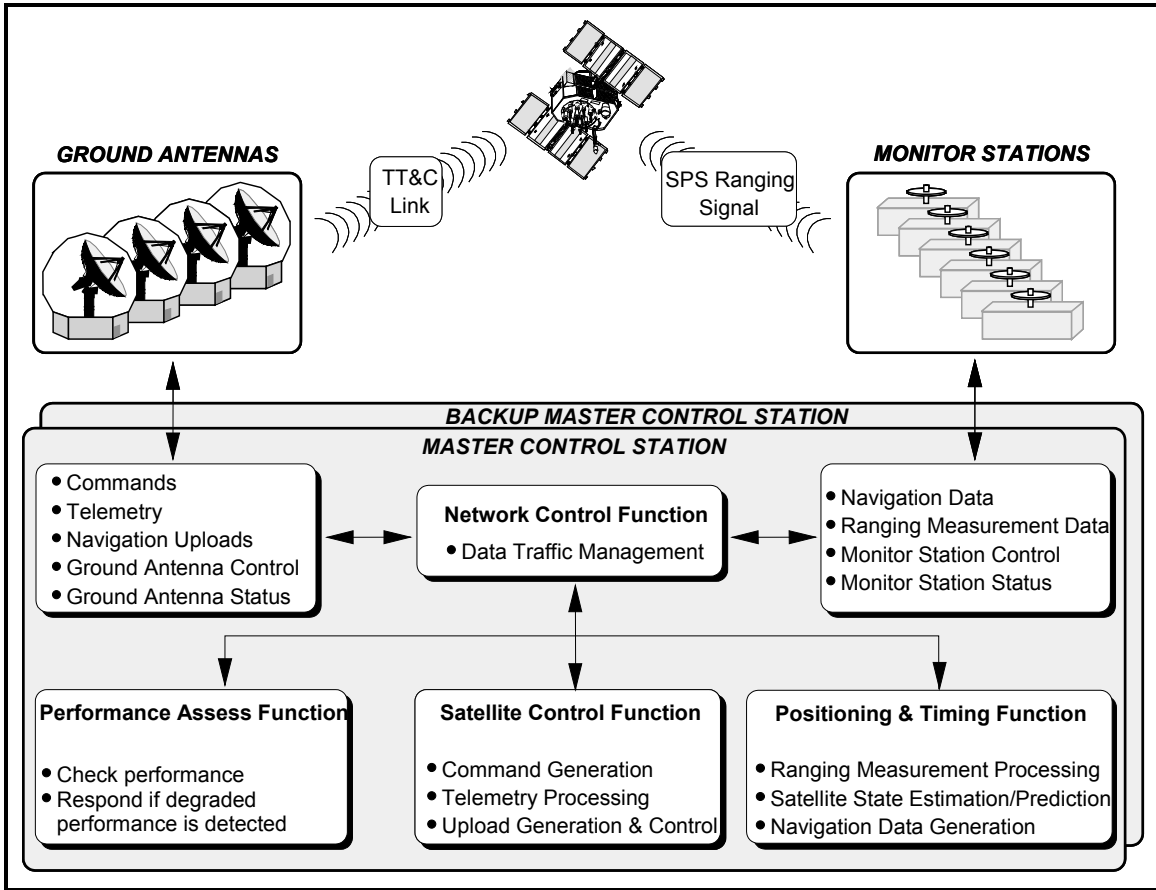 GROUND ANTENNAS
TT&C
Link
SPS Ranging
Signal
MONITOR STATIONS
BACKUP MASTER CONTROL STATION
MASTER CONTROL STATION
• Commands
• Telemetry
• Navigation Uploads
• Ground Antenna Control
• Ground Antenna Status
Network Control Function
• Data Traffic Management
• Navigation Data
• Ranging Measurement Data
• Monitor Station Control
• Monitor Station Status
Performance Assess Function
• Check performance
• Respond if degraded
performance is detected
Satellite Control Function
• Command Generation
• Telemetry Processing
• Upload Generation & Control
Positioning & Timing Function
• Ranging Measurement Processing
• Satellite State Estimation/Prediction
• Navigation Data Generation